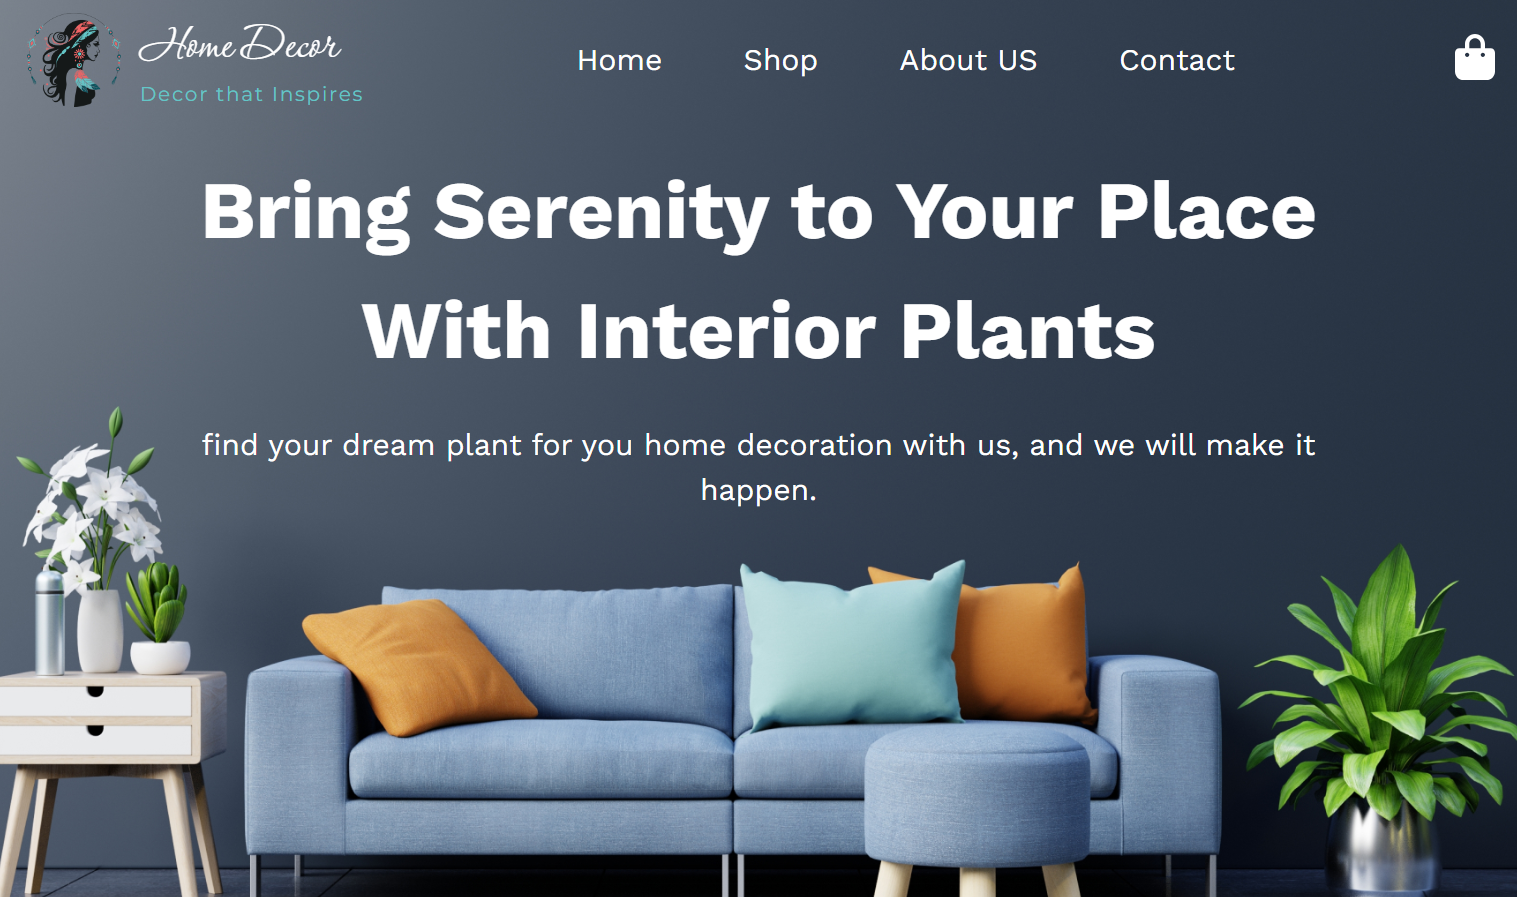 Home Decor
Decor that Inspires
Home Shop About US Contact
Bring Serenity to Your Place
With Interior Plants
find your dream plant for you home decoration with us, and we will make it
happen.